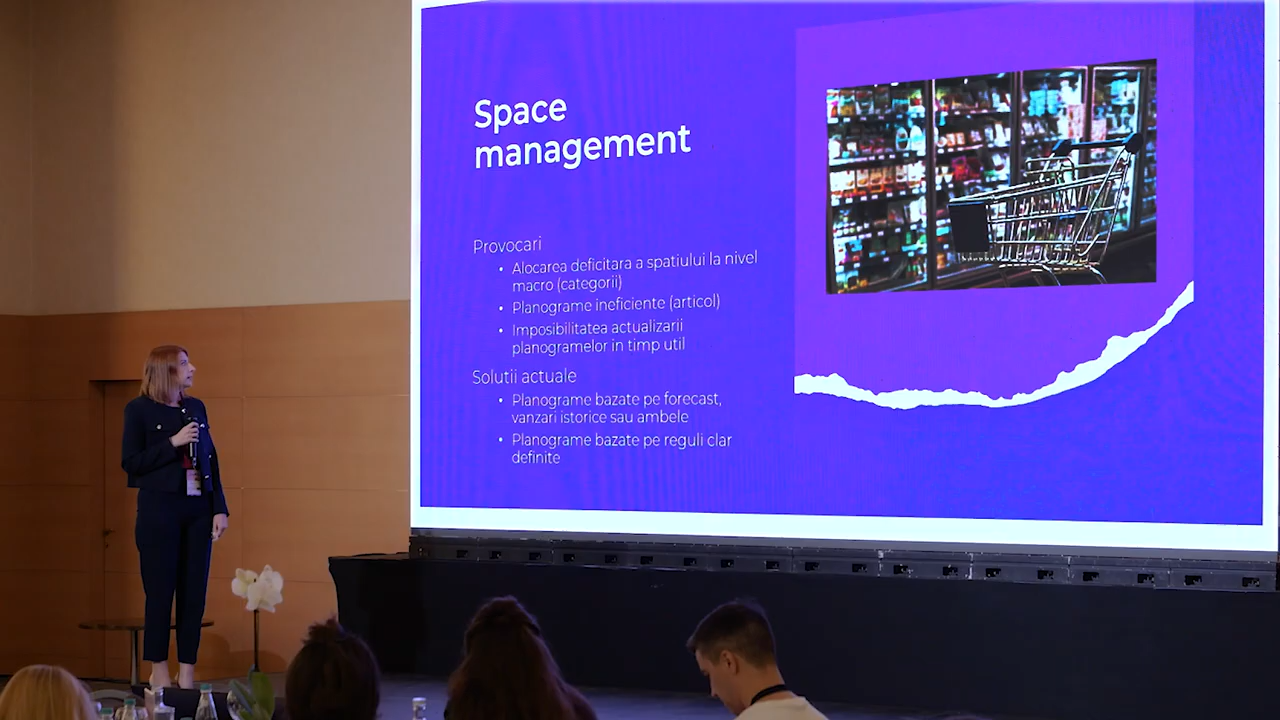 Space
management
Provocari
• Alocarea deficitara a spatiului la nivel
macro (categorii)
• Planograme ineficiente (articol)
• Imposibilitatea actualizarii
planogramelor in timp util
Solutii actuale
• Planograme bazate pe forecast,
vanzari istorice sau ambele
• Planograme bazate pe reguli clar
definite